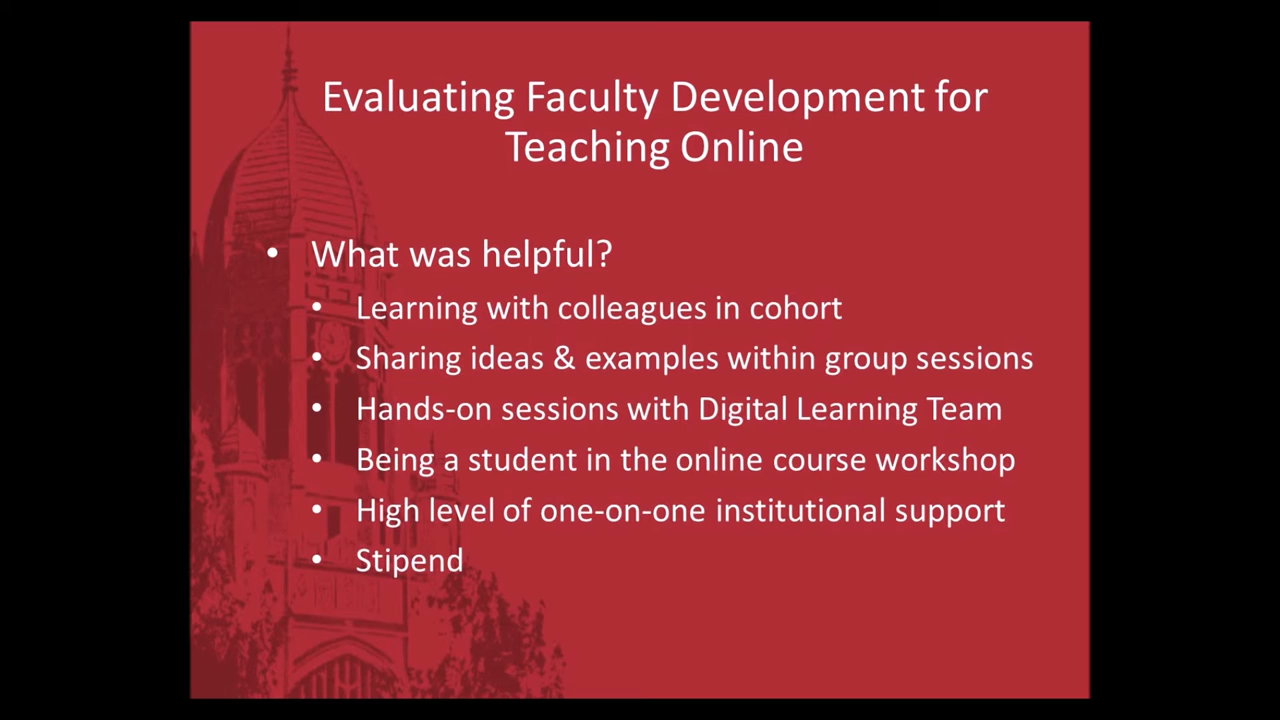 Evaluating Faculty Development for
Teaching Online
• What was helpful?
• Learning with colleagues in cohort
• Sharing ideas & examples within group sessions
• Hands-on sessions with Digital Learning Team
• Being a student in the online course workshop
• High level of one-on-one institutional support
• Stipend